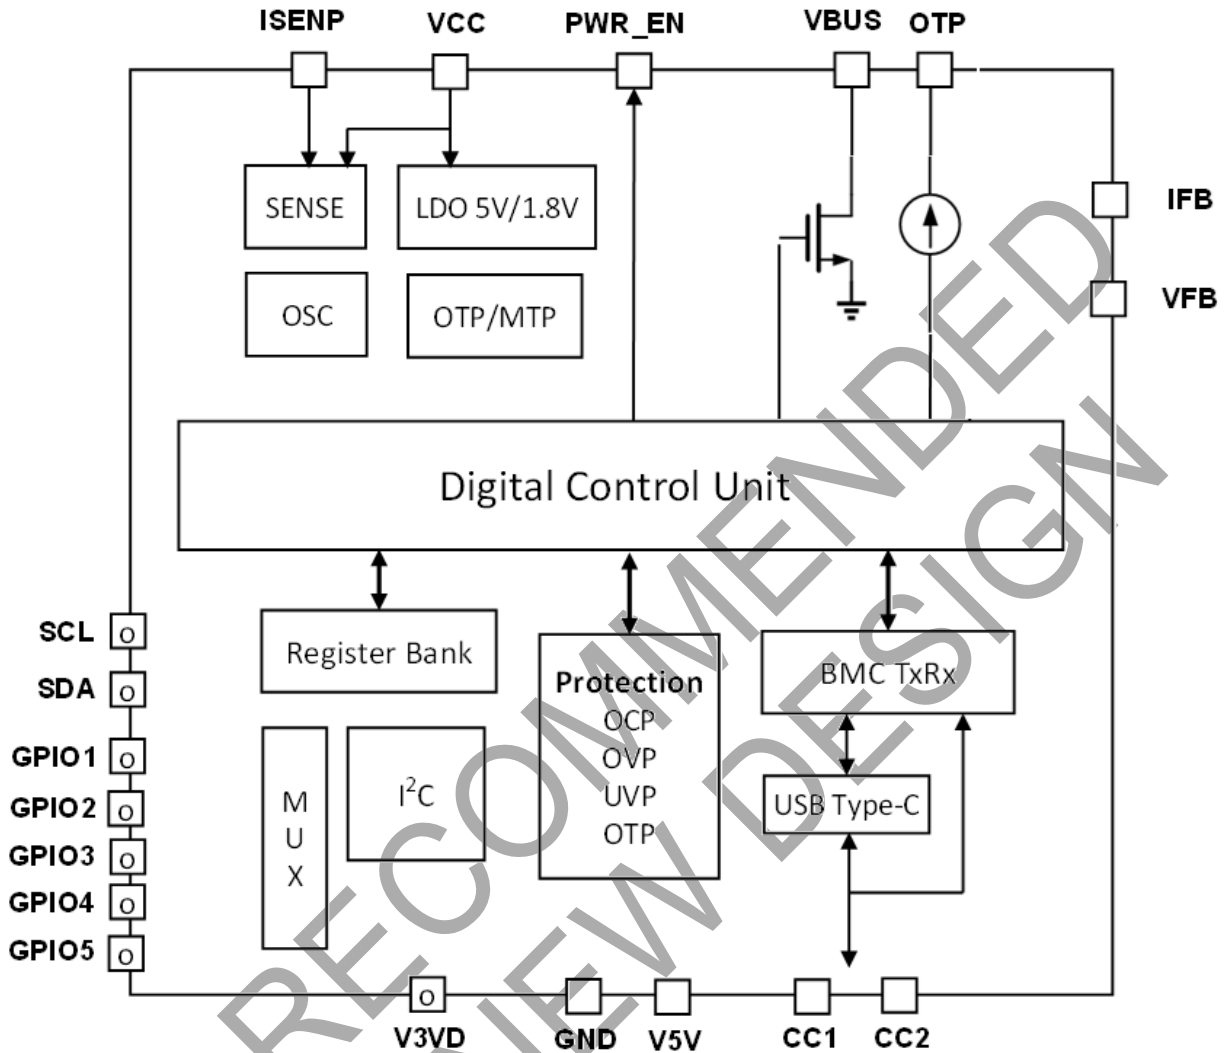 ISENP VCC PWR_EN VBUS OTP
IFB
VFB
SENSE LDO 5V/1.8V
OSC OTP/MTP
Digital Control Unit
SCL o
SDA o
GPIO1 o
GPIO2 o
GPIO3 o
GPIO4 o
GPIO5 o
Register Bank
M
U
X
I²C
Protection
OCP
OVP
UVP
OTP
BMC TxRx
USB Type-C
o
V3VD GND V5V CC1 CC2
RECOMMENDED
NEW DESIGN